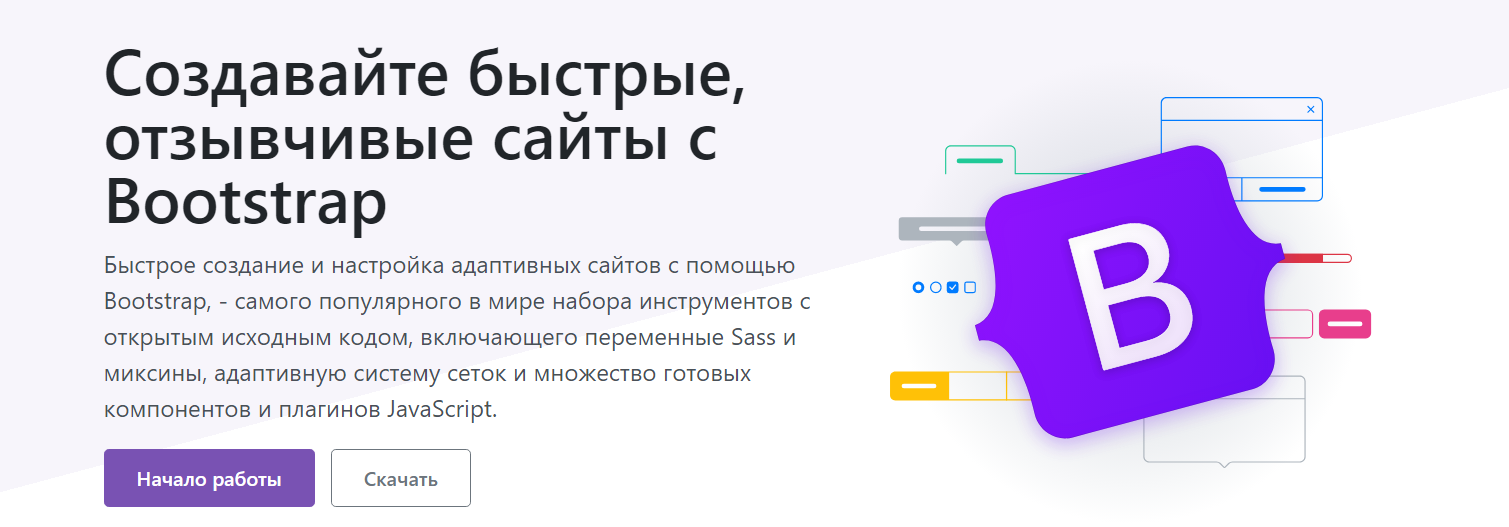 Создавайте быстрые,
отзывчивые сайты с
Bootstrap
Быстрое создание и настройка адаптивных сайтов с помощью
Bootstrap, - самого популярного в мире набора инструментов с
открытым исходным кодом, включающего переменные Sass и
миксины, адаптивную систему сеток и множество готовых
компонентов и плагинов JavaScript.
Начало работы
Скачать
B